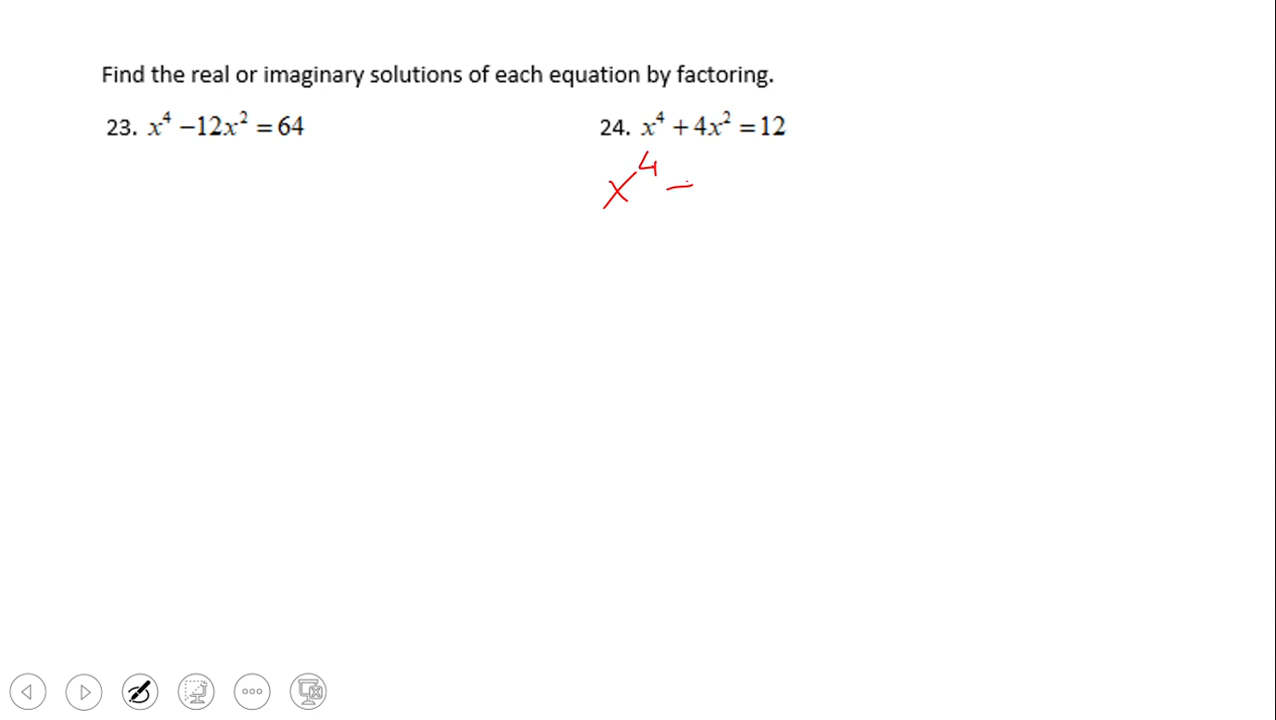 Find the real or imaginary solutions of each equation by factoring.
23. x⁴ −12x² = 64
24. x⁴ + 4x² = 12
x⁴ −